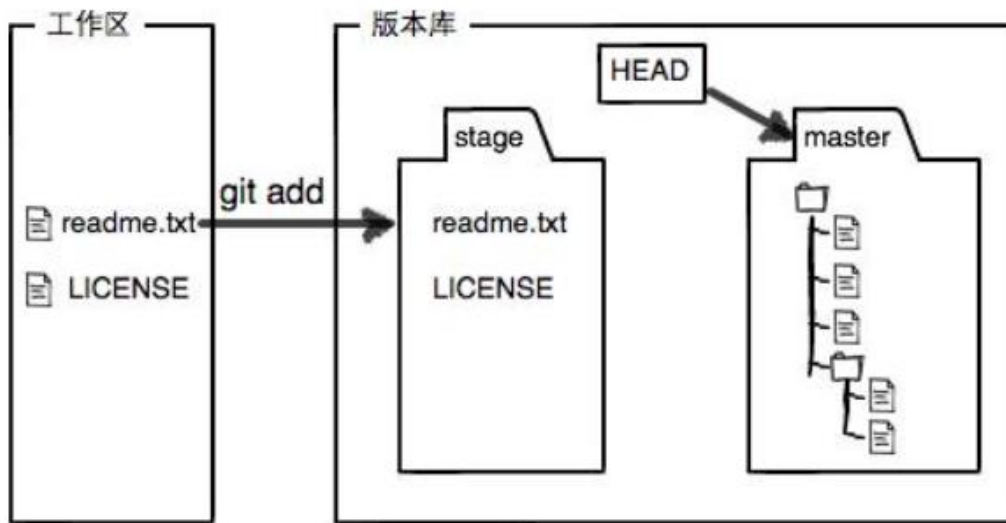 工作区
版本库
HEAD
stage
master
git add
readme.txt
readme.txt
LICENSE
LICENSE